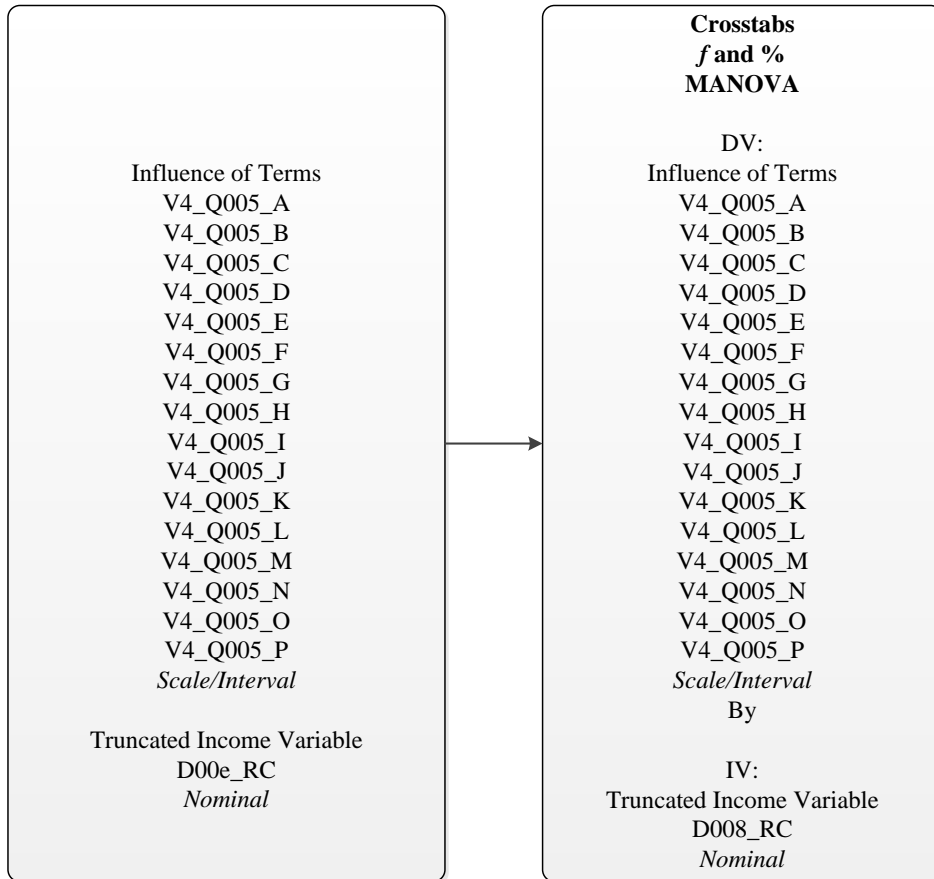 Influence of Terms
V4_Q005_A
V4_Q005_B
V4_Q005_C
V4_Q005_D
V4_Q005_E
V4_Q005_F
V4_Q005_G
V4_Q005_H
V4_Q005_I
V4_Q005_J
V4_Q005_K
V4_Q005_L
V4_Q005_M
V4_Q005_N
V4_Q005_O
V4_Q005_P
Scale/Interval
Truncated Income Variable
D00e_RC
Nominal
Crosstabs
f and %
MANOVA
DV:
Influence of Terms
V4_Q005_A
V4_Q005_B
V4_Q005_C
V4_Q005_D
V4_Q005_E
V4_Q005_F
V4_Q005_G
V4_Q005_H
V4_Q005_I
V4_Q005_J
V4_Q005_K
V4_Q005_L
V4_Q005_M
V4_Q005_N
V4_Q005_O
V4_Q005_P
Scale/Interval
By
IV:
Truncated Income Variable
D008_RC
Nominal